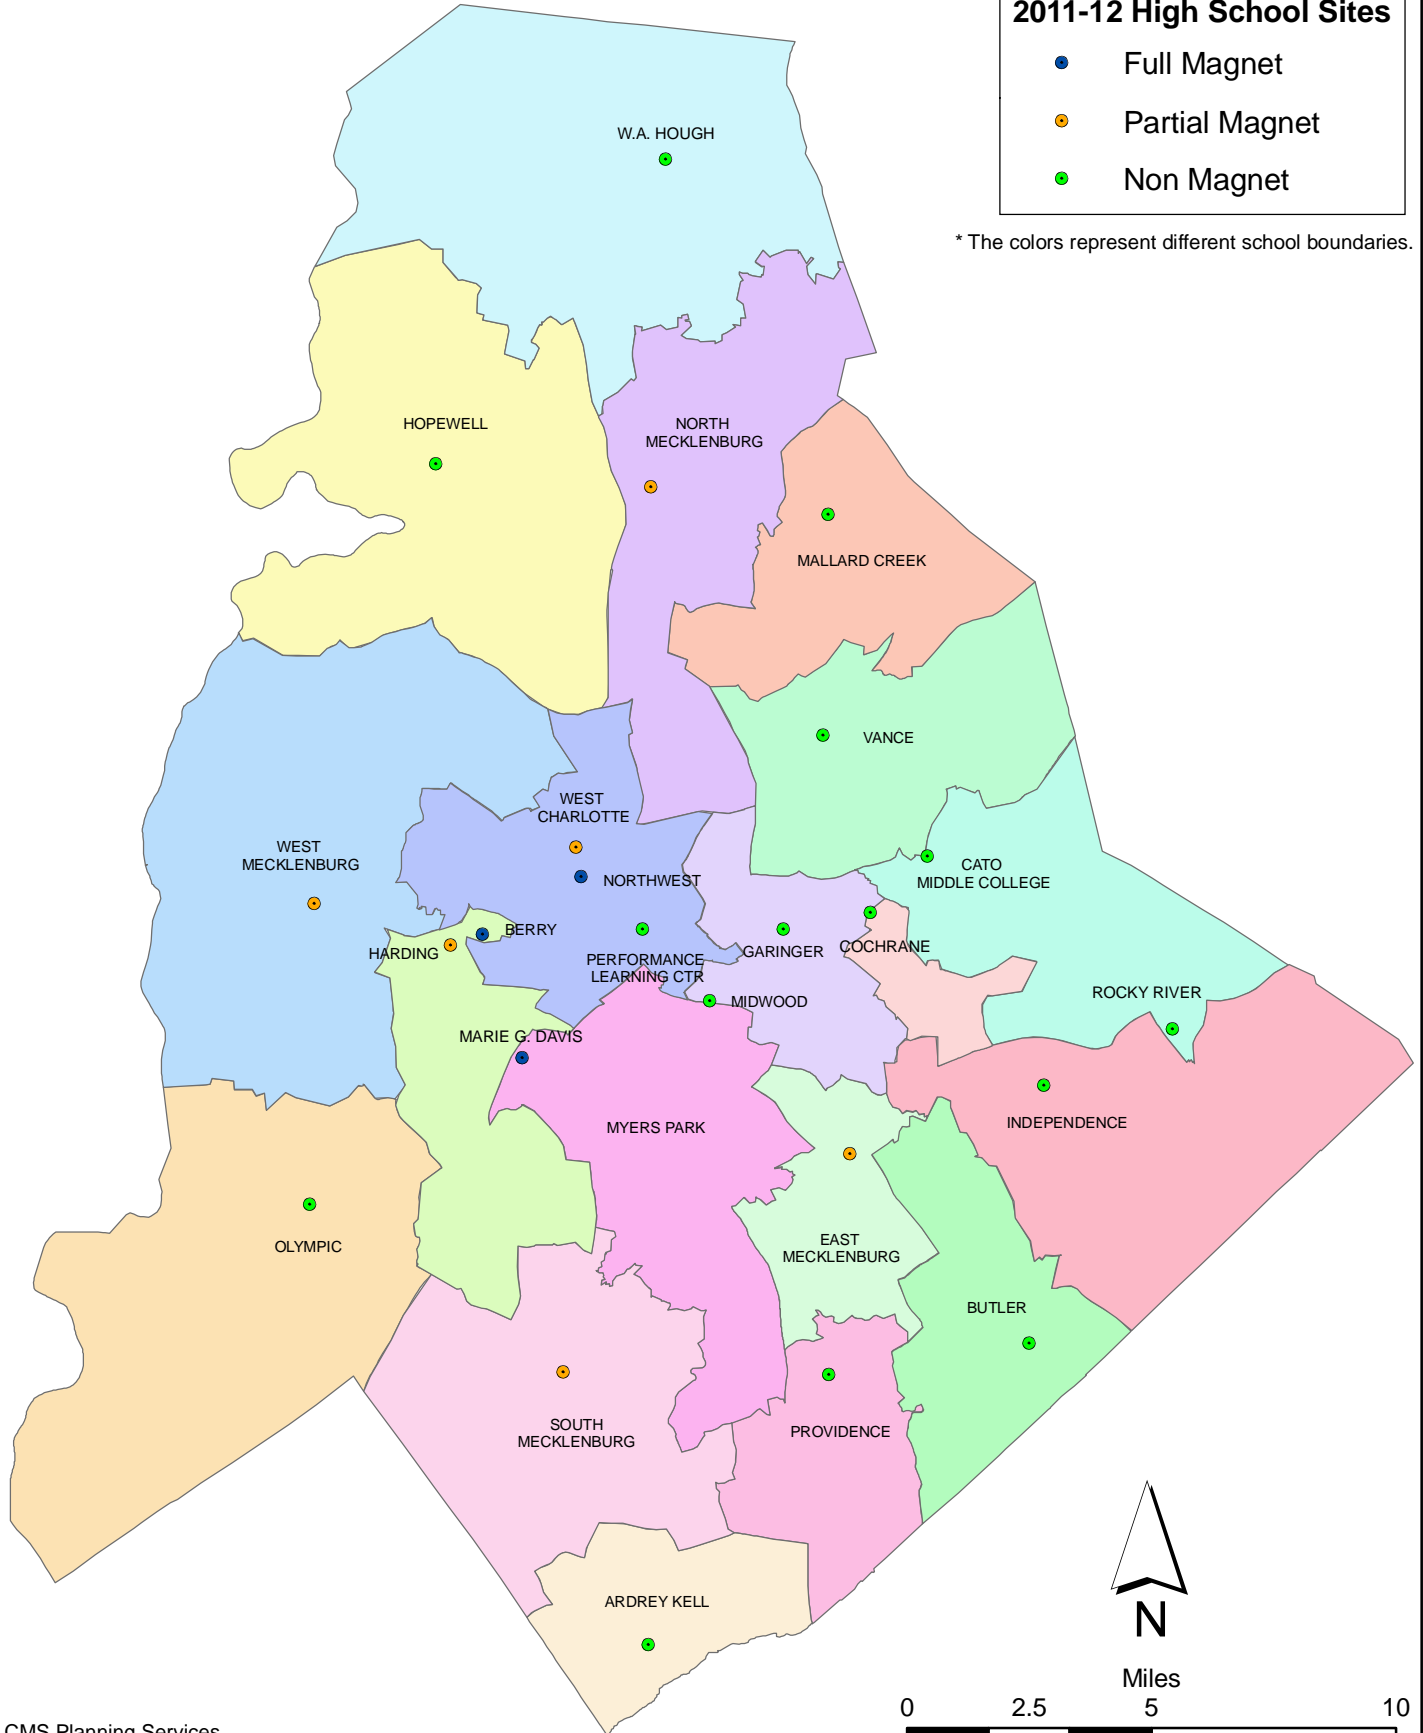 2011-12 High School Sites
Full Magnet
Partial Magnet
Non Magnet
* The colors represent different school boundaries.
W.A. HOUGH
HOPEWELL
NORTH
MECKLENBURG
MALLARD CREEK
VANCE
WEST
CHARLOTTE
WEST
MECKLENBURG
CATO
MIDDLE COLLEGE
NORTHWEST
BERRY
HARDING
PERFORMANCE
LEARNING CTR
GARINGER
COCHRANE
MIDWOOD
ROCKY RIVER
MARIE G. DAVIS
MYERS PARK
INDEPENDENCE
OLYMPIC
EAST
MECKLENBURG
BUTLER
SOUTH
MECKLENBURG
PROVIDENCE
ARDREY KELL
N
Miles
0 2.5 5 10
CMS Planning Services